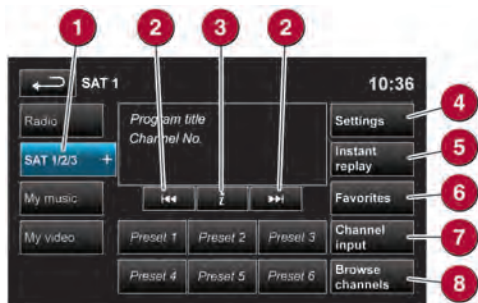 1 2 3 2
SAT 1 10:36
Radio
Program title
Channel No.
Settings 4
SAT 1/2/3 +
Instant
replay 5
My music
i
Favorites 6
My video
Preset 1 Preset 2 Preset 3
Channel
input 7
Preset 4 Preset 5 Preset 6
Browse
channels 8